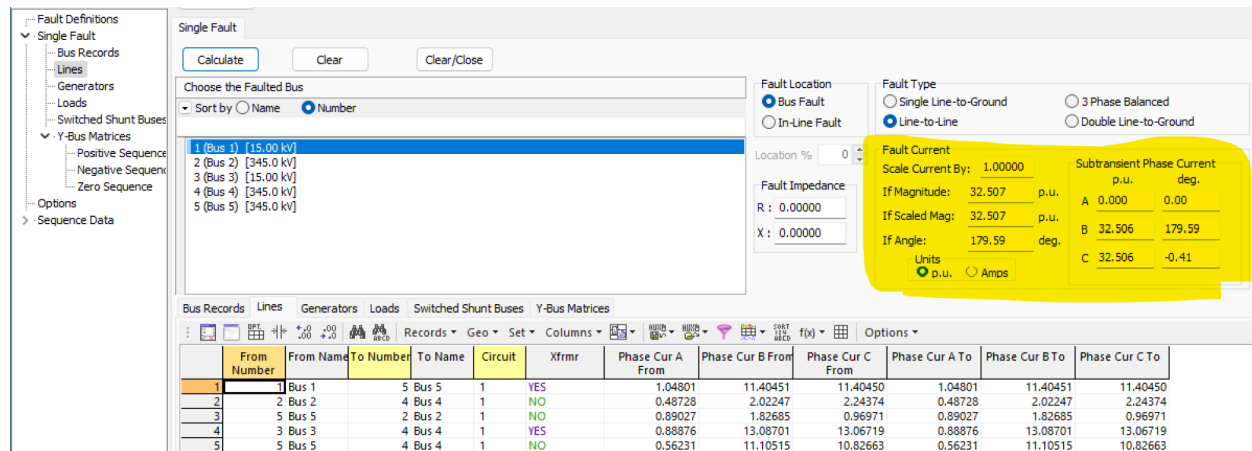 Fault Definitions
Single Fault
Bus Records
Lines
Generators
Loads
Switched Shunt Buses
Y-Bus Matrices
Positive Sequence
Negative Sequenc
Zero Sequence
Options
Sequence Data
Single Fault
Calculate Clear Clear/Close
Choose the Faulted Bus
Sort by Name Number
1 (Bus 1) [15.00 kV]
2 (Bus 2) [345.0 kV]
3 (Bus 3) [15.00 kV]
4 (Bus 4) [345.0 kV]
5 (Bus 5) [345.0 kV]
Fault Location
Bus Fault
In-Line Fault
Location % 0
Fault Impedance
R : 0.00000
X : 0.00000
Fault Type
Single Line-to-Ground 3 Phase Balanced
Line-to-Line Double Line-to-Ground
Fault Current
Scale Current By: 1.00000
If Magnitude: 32.507 p.u.
If Scaled Mag: 32.507 p.u.
If Angle: 179.59 deg.
Units
p.u. Amps
Subtransient Phase Current
p.u. deg.
A 0.000 0.00
B 32.506 179.59
C 32.506 -0.41
Bus Records Lines Generators Loads Switched Shunt Buses Y-Bus Matrices
Records Geo Set Columns f(x) Options
From Number From Name To Number To Name Circuit Xfrmr Phase Cur A From Phase Cur B From Phase Cur C From Phase Cur A To Phase Cur B To Phase Cur C To
1 1 Bus 1 5 Bus 5 1 YES 1.04801 11.40451 11.40450 1.04801 11.40451 11.40450
2 2 Bus 2 4 Bus 4 1 NO 0.48728 2.02247 2.24374 0.48728 2.02247 2.24374
3 5 Bus 5 2 Bus 2 1 NO 0.89027 1.82685 0.96971 0.89027 1.82685 0.96971
4 3 Bus 3 4 Bus 4 1 YES 0.88876 13.08701 13.06719 0.88876 13.08701 13.06719
5 5 Bus 5 4 Bus 4 1 NO 0.56231 11.10515 10.82663 0.56231 11.10515 10.82663